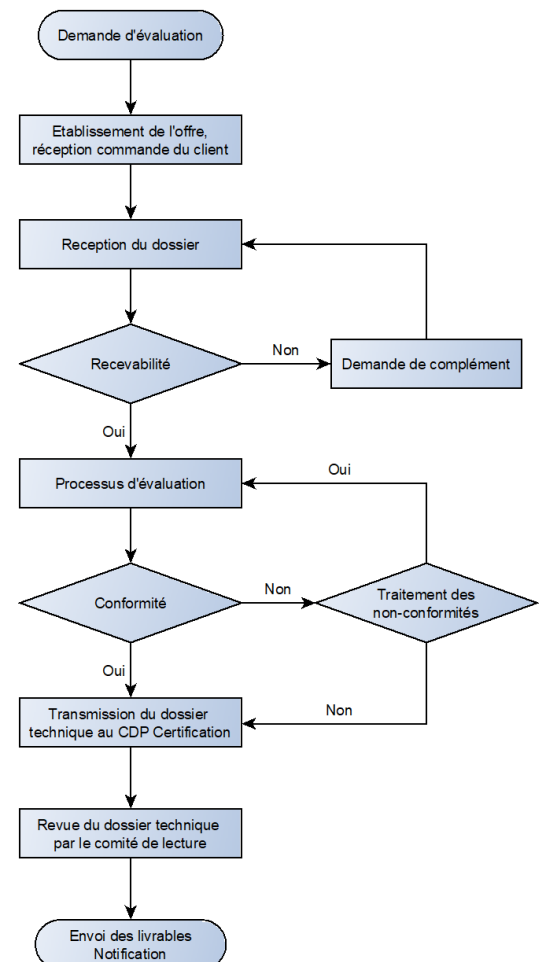 Demande d'évaluation
Etablissement de l'offre,
réception commande du client
Reception du dossier
Recevabilité
Non
Demande de complément
Oui
Processus d'évaluation
Oui
Conformité
Non
Traitement des
non-conformités
Oui
Transmission du dossier
technique au CDP Certification
Non
Revue du dossier technique
par le comité de lecture
Envoi des livrables
Notification